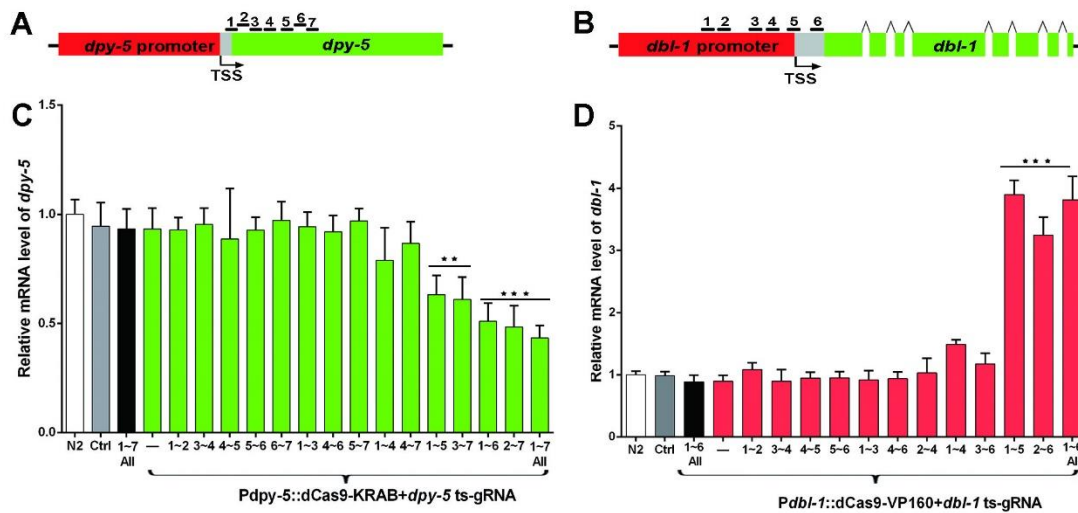 A
1 2 3 4 5 6 7
dpy-5 promoter dpy-5
TSS
B
1 2 3 4 5 6
dbl-1 promoter dbl-1
TSS
C
Relative mRNA level of dpy-5
1.5
1.0
0.5
0.0
** ***
N2 Ctrl 1~7 — 1~2 3~4 4~5 5~6 6~7 1~3 4~6 5~7 1~4 4~7 1~5 3~7 1~6 2~7 1~7
All All
Pdpy-5::dCas9-KRAB+dpy-5 ts-gRNA
D
Relative mRNA level of dbl-1
5
4
3
2
1
0
***
N2 Ctrl 1~6 — 1~2 3~4 4~5 5~6 1~3 4~6 2~4 1~4 3~6 1~5 2~6 1~6
All Al
Pdbl-1::dCas9-VP160+dbl-1 ts-gRNA